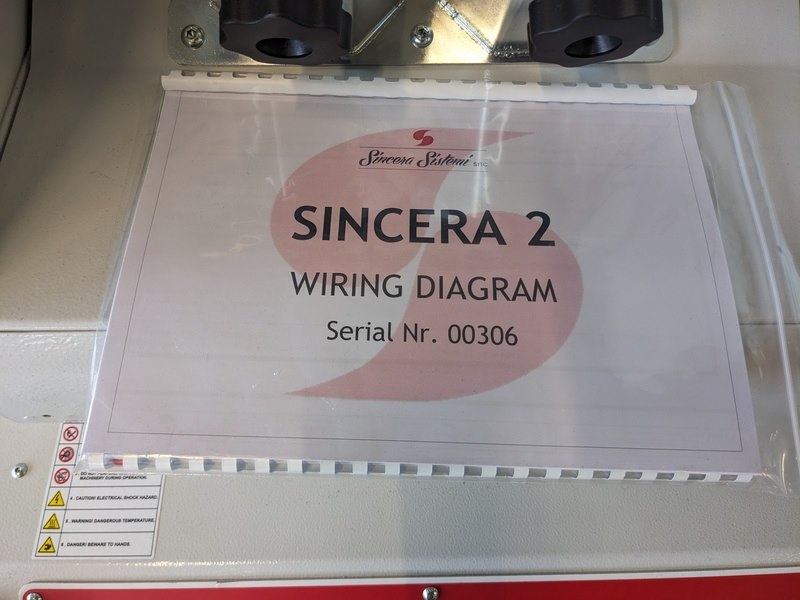 Sincera Sistemi snc
SINCERA 2
WIRING DIAGRAM
Serial Nr. 00306
MACHINERY DURING OPERATION.
4 . CAUTION! ELECTRICAL SHOCK HAZARD.
5 . WARNING! DANGEROUS TEMPERATURE.
6 . DANGER! BEWARE TO HANDS.